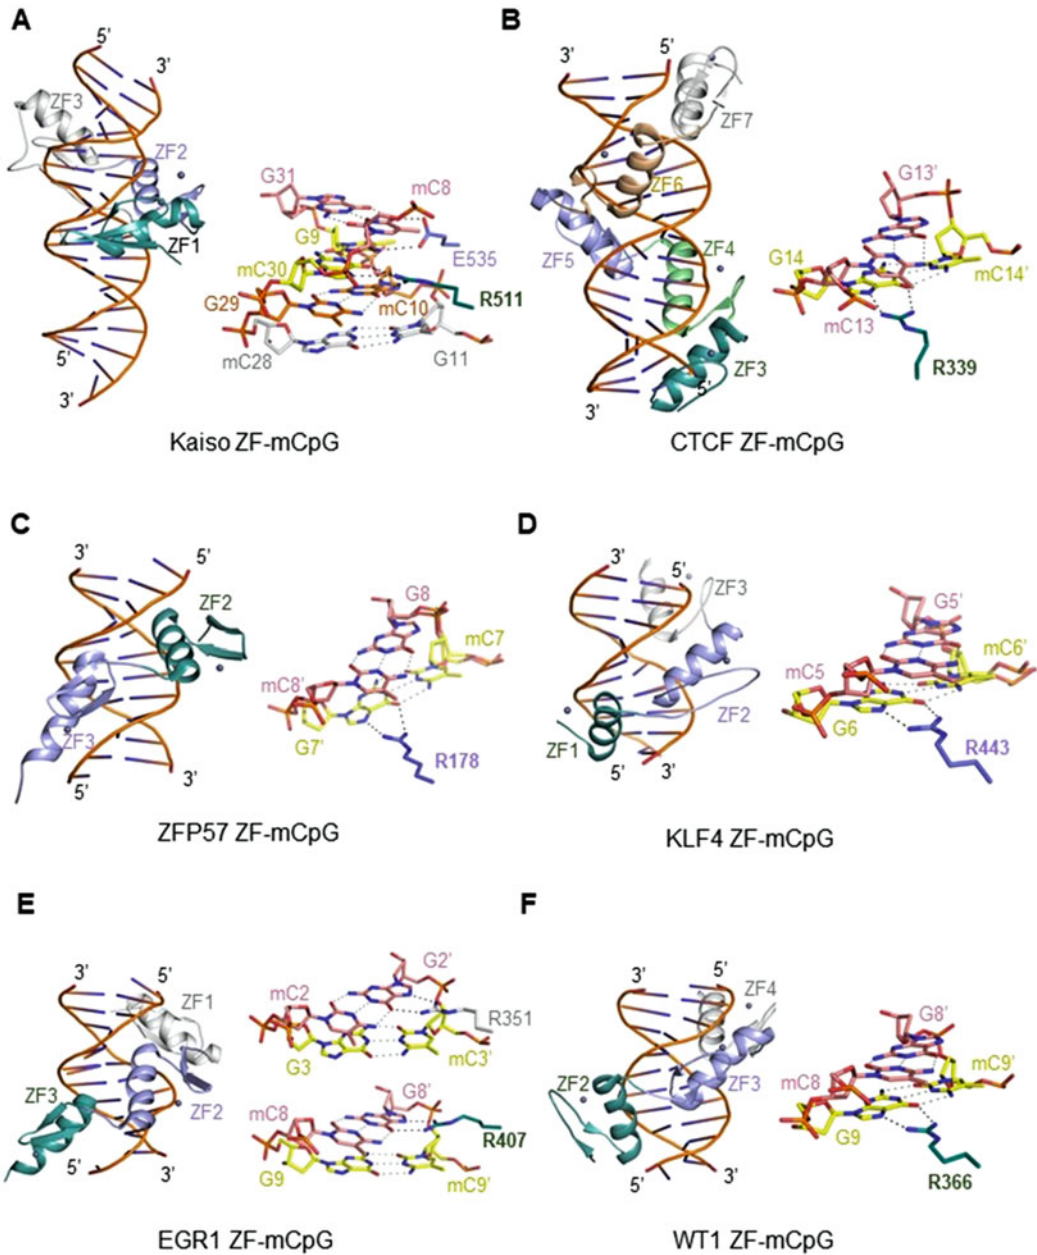 A
5'
3'
ZF3
ZF2
ZF1
5'
3'
G31
mC8
G9
E535
mC30
R511
G29
mC10
mC28
G11
Kaiso ZF-mCpG
B
3'
5'
ZF7
ZF6
ZF5
ZF4
ZF3
5'
3'
G13'
G14
mC14'
mC13
R339
CTCF ZF-mCpG
C
3'
5'
ZF2
ZF3
5'
3'
G8
mC7
mC8'
G7'
R178
ZFP57 ZF-mCpG
D
3'
5'
ZF3
ZF2
ZF1
5'
3'
G5'
mC6'
mC5
G6
R443
KLF4 ZF-mCpG
E
3'
5'
ZF1
ZF3
ZF2
5'
3'
G2'
mC2
R351
G3
mC3'
G8'
mC8
R407
G9
mC9'
EGR1 ZF-mCpG
F
3'
5'
ZF4
ZF2
ZF3
5'
3'
G8'
mC8
mC9'
G9
R366
WT1 ZF-mCpG